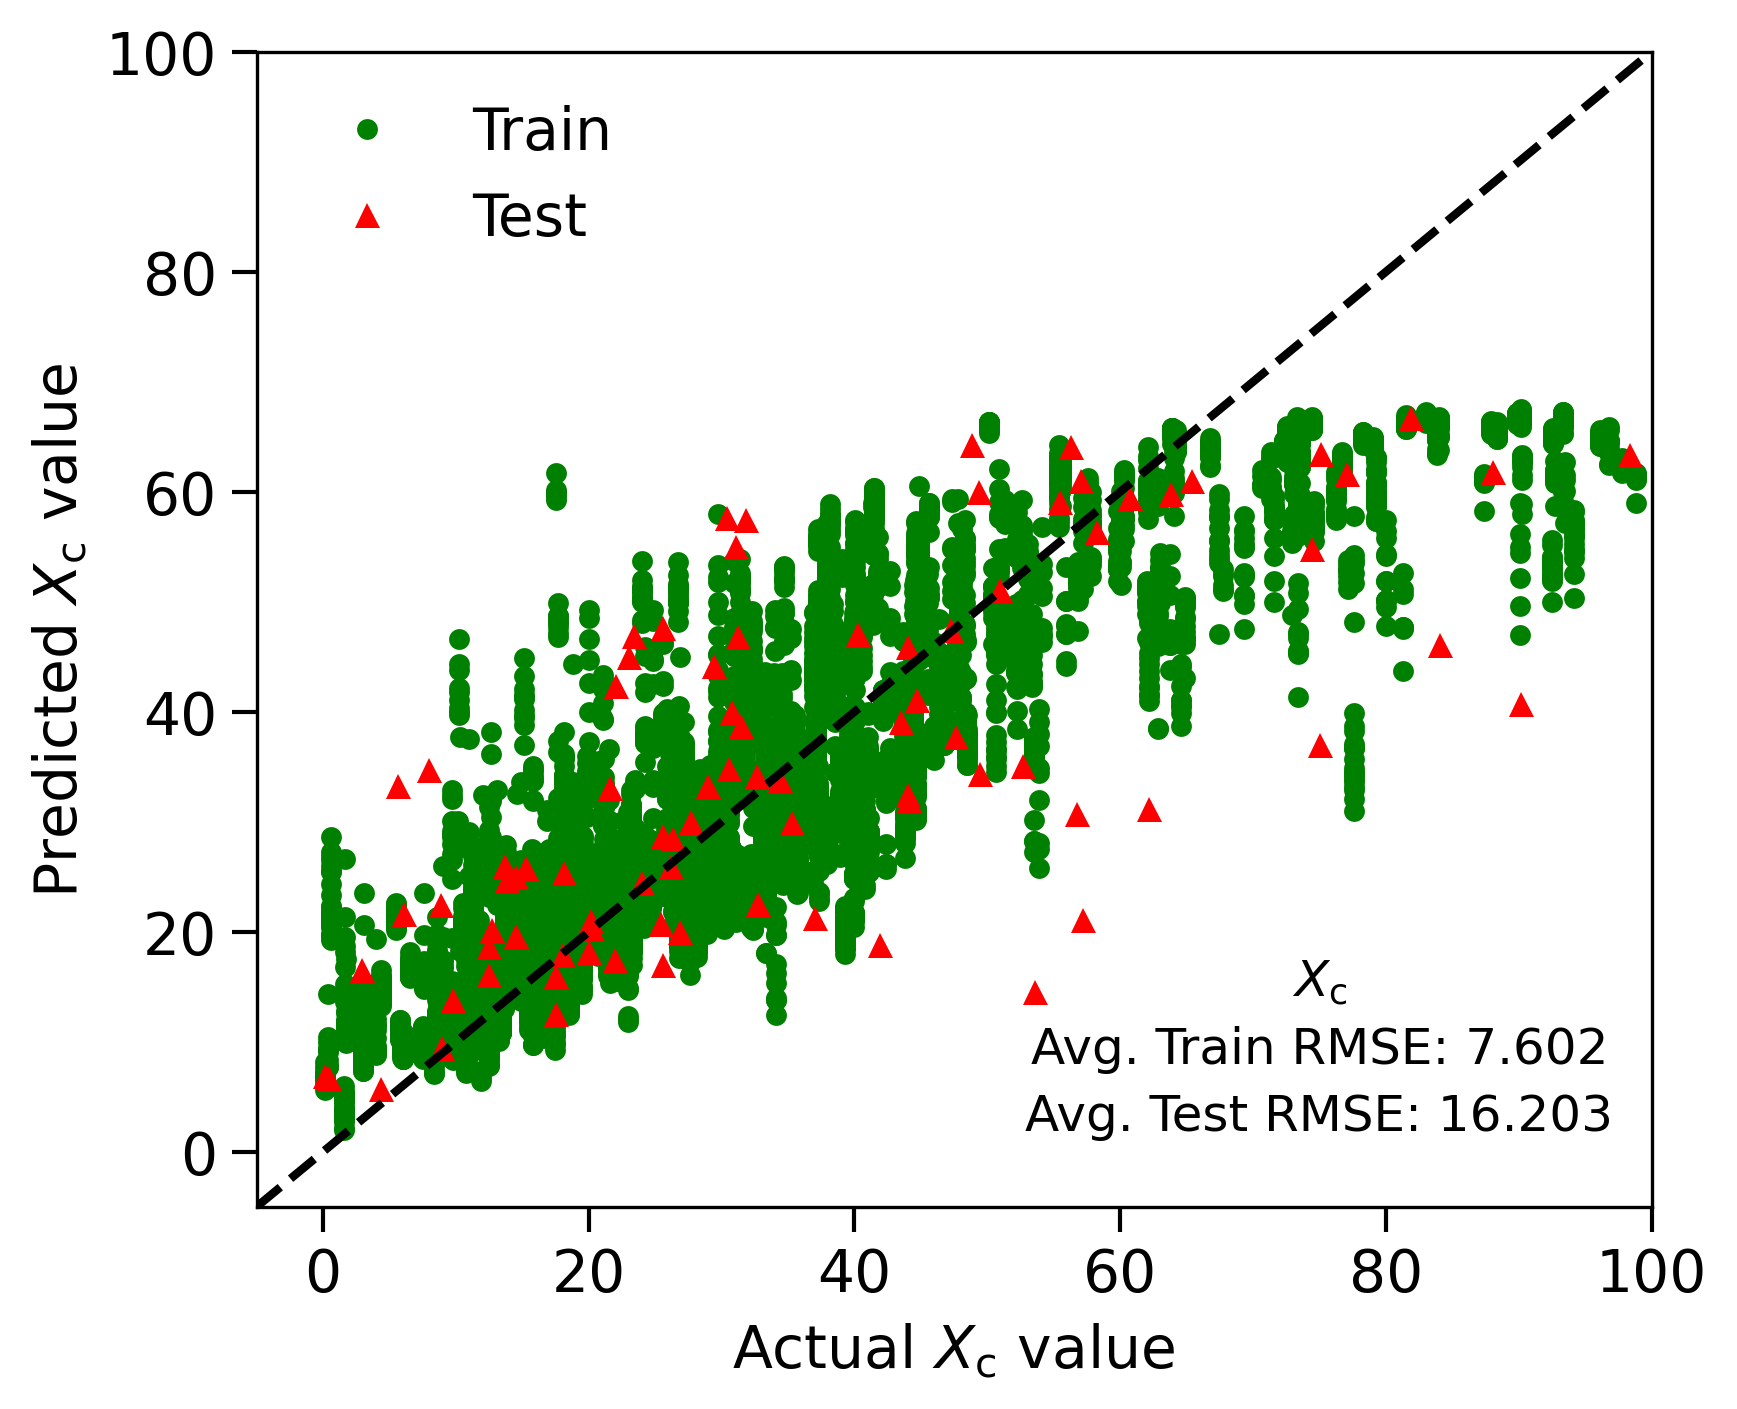 100
80
60
40
20
0
Predicted Xc value
Train
Test
Xc
Avg. Train RMSE: 7.602
Avg. Test RMSE: 16.203
0 20 40 60 80 100
Actual Xc value